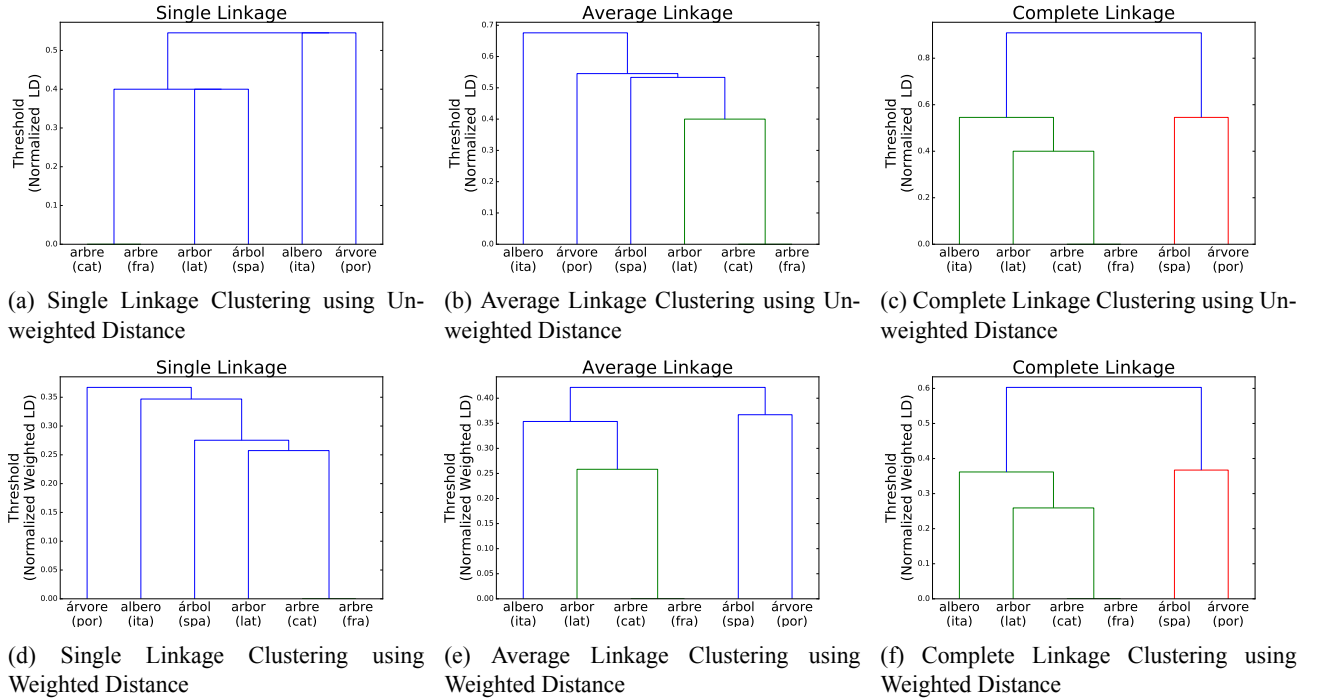 Single Linkage
Threshold
(Normalized LD)
0.5
0.4
0.3
0.2
0.1
0.0
arbre arbre arbor árbol albero árvore
(cat) (fra) (lat) (spa) (ita) (por)
(a) Single Linkage Clustering using Un-
weighted Distance
Average Linkage
Threshold
(Normalized LD)
0.7
0.6
0.5
0.4
0.3
0.2
0.1
0.0
albero árvore árbol arbor arbre arbre
(ita) (por) (spa) (lat) (cat) (fra)
(b) Average Linkage Clustering using Un-
weighted Distance
Complete Linkage
Threshold
(Normalized LD)
0.8
0.6
0.4
0.2
0.0
albero arbor arbre arbre árbol árvore
(ita) (lat) (cat) (fra) (spa) (por)
(c) Complete Linkage Clustering using Un-
weighted Distance
Single Linkage
Threshold
(Normalized Weighted LD)
0.35
0.30
0.25
0.20
0.15
0.10
0.05
0.00
árvore albero árbol arbor arbre arbre
(por) (ita) (spa) (lat) (cat) (fra)
(d) Single Linkage Clustering using
Weighted Distance
Average Linkage
Threshold
(Normalized Weighted LD)
0.40
0.35
0.30
0.25
0.20
0.15
0.10
0.05
0.00
albero arbor arbre arbre árbol árvore
(ita) (lat) (cat) (fra) (spa) (por)
(e) Average Linkage Clustering using
Weighted Distance
Complete Linkage
Threshold
(Normalized Weighted LD)
0.6
0.5
0.4
0.3
0.2
0.1
0.0
albero arbor arbre arbre árbol árvore
(ita) (lat) (cat) (fra) (spa) (por)
(f) Complete Linkage Clustering using
Weighted Distance